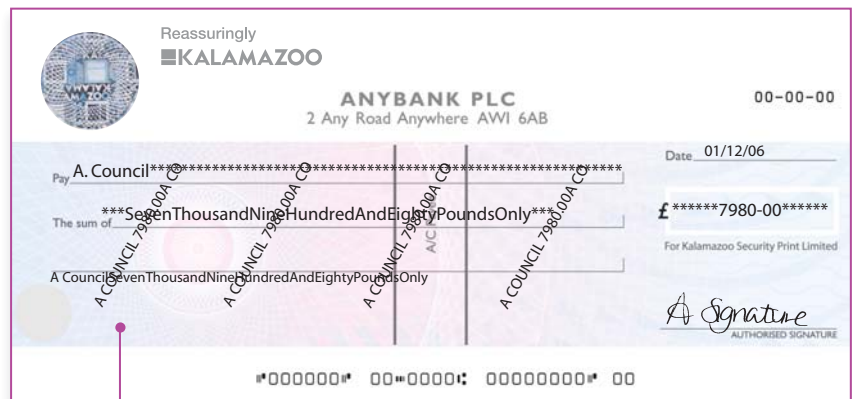 Reassuringly
KALAMAZOO
ANYBANK PLC
2 Any Road Anywhere AW1 6AB
00-00-00
Date 01/12/06
Pay A. Council*************************************************************************
The sum of ***SevenThousandNineHundredAndEightyPoundsOnly***
£ ******7980-00******
A/C
For Kalamazoo Security Print Limited
A CouncilSevenThousandNineHundredAndEightyPoundsOnly
A COUNCIL 7980.00A CO
A COUNCIL 7980.00A CO
A COUNCIL 7980.00A CO
A COUNCIL 7980.00A CO
A Signature
AUTHORISED SIGNATURE
⑈000000⑈ 00⑉0000⑆ 00000000⑈ 00